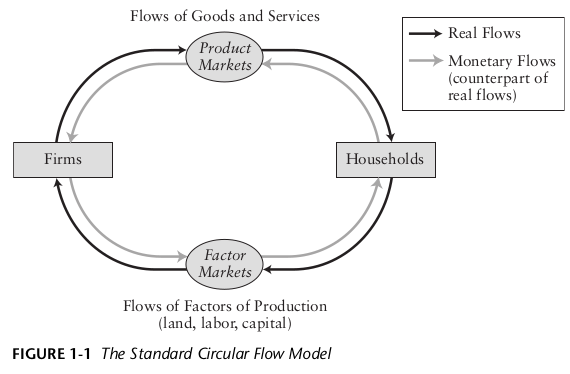 Flows of Goods and Services
Product
Markets
Real Flows
Monetary Flows
(counterpart of
real flows)
Firms
Households
Factor
Markets
Flows of Factors of Production
(land, labor, capital)
FIGURE 1-1 The Standard Circular Flow Model